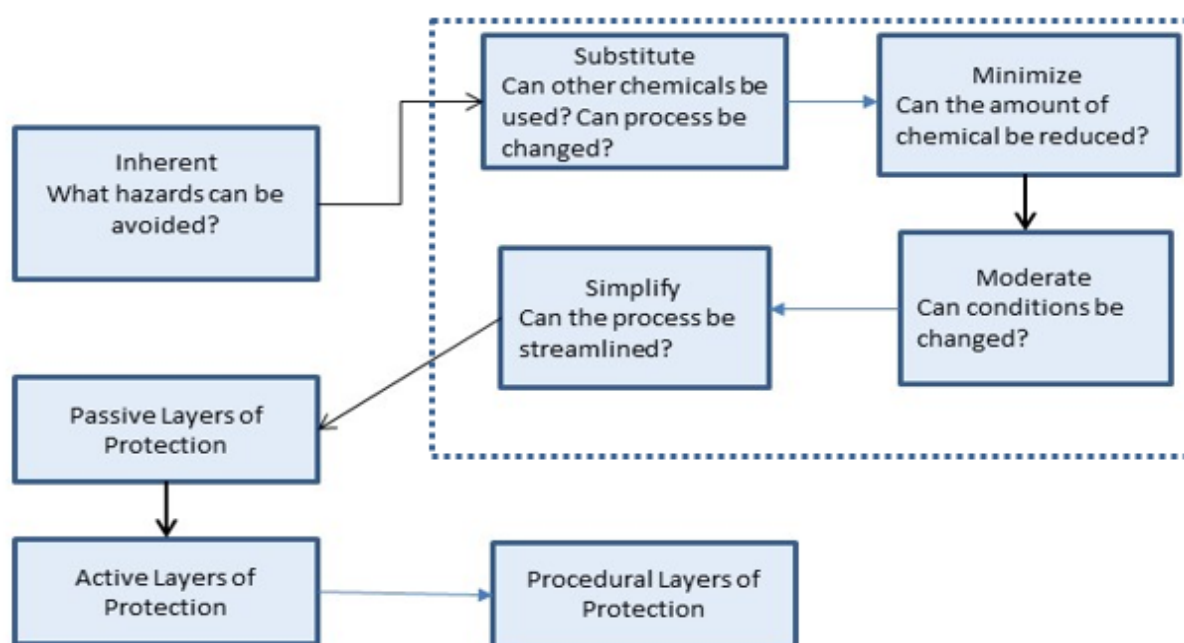 Inherent
What hazards can be
avoided?
Substitute
Can other chemicals be
used? Can process be
changed?
Minimize
Can the amount of
chemical be reduced?
Moderate
Can conditions be
changed?
Simplify
Can the process be
streamlined?
Passive Layers of
Protection
Active Layers of
Protection
Procedural Layers of
Protection